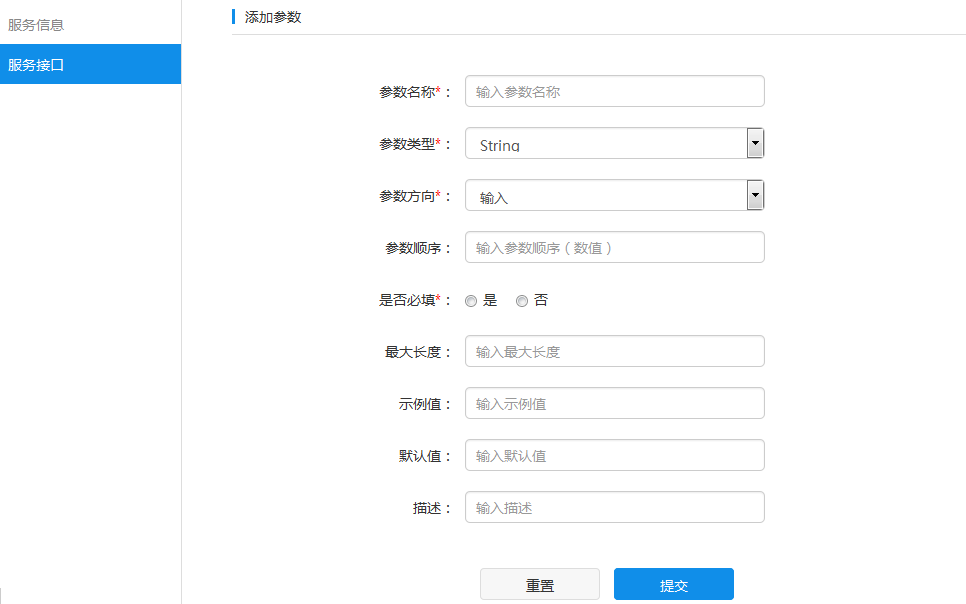 服务信息
服务接口
添加参数
参数名称*： 输入参数名称
参数类型*： String
参数方向*： 输入
参数顺序： 输入参数顺序（数值）
是否必填*： 是 否
最大长度： 输入最大长度
示例值： 输入示例值
默认值： 输入默认值
描述： 输入描述
重置 提交